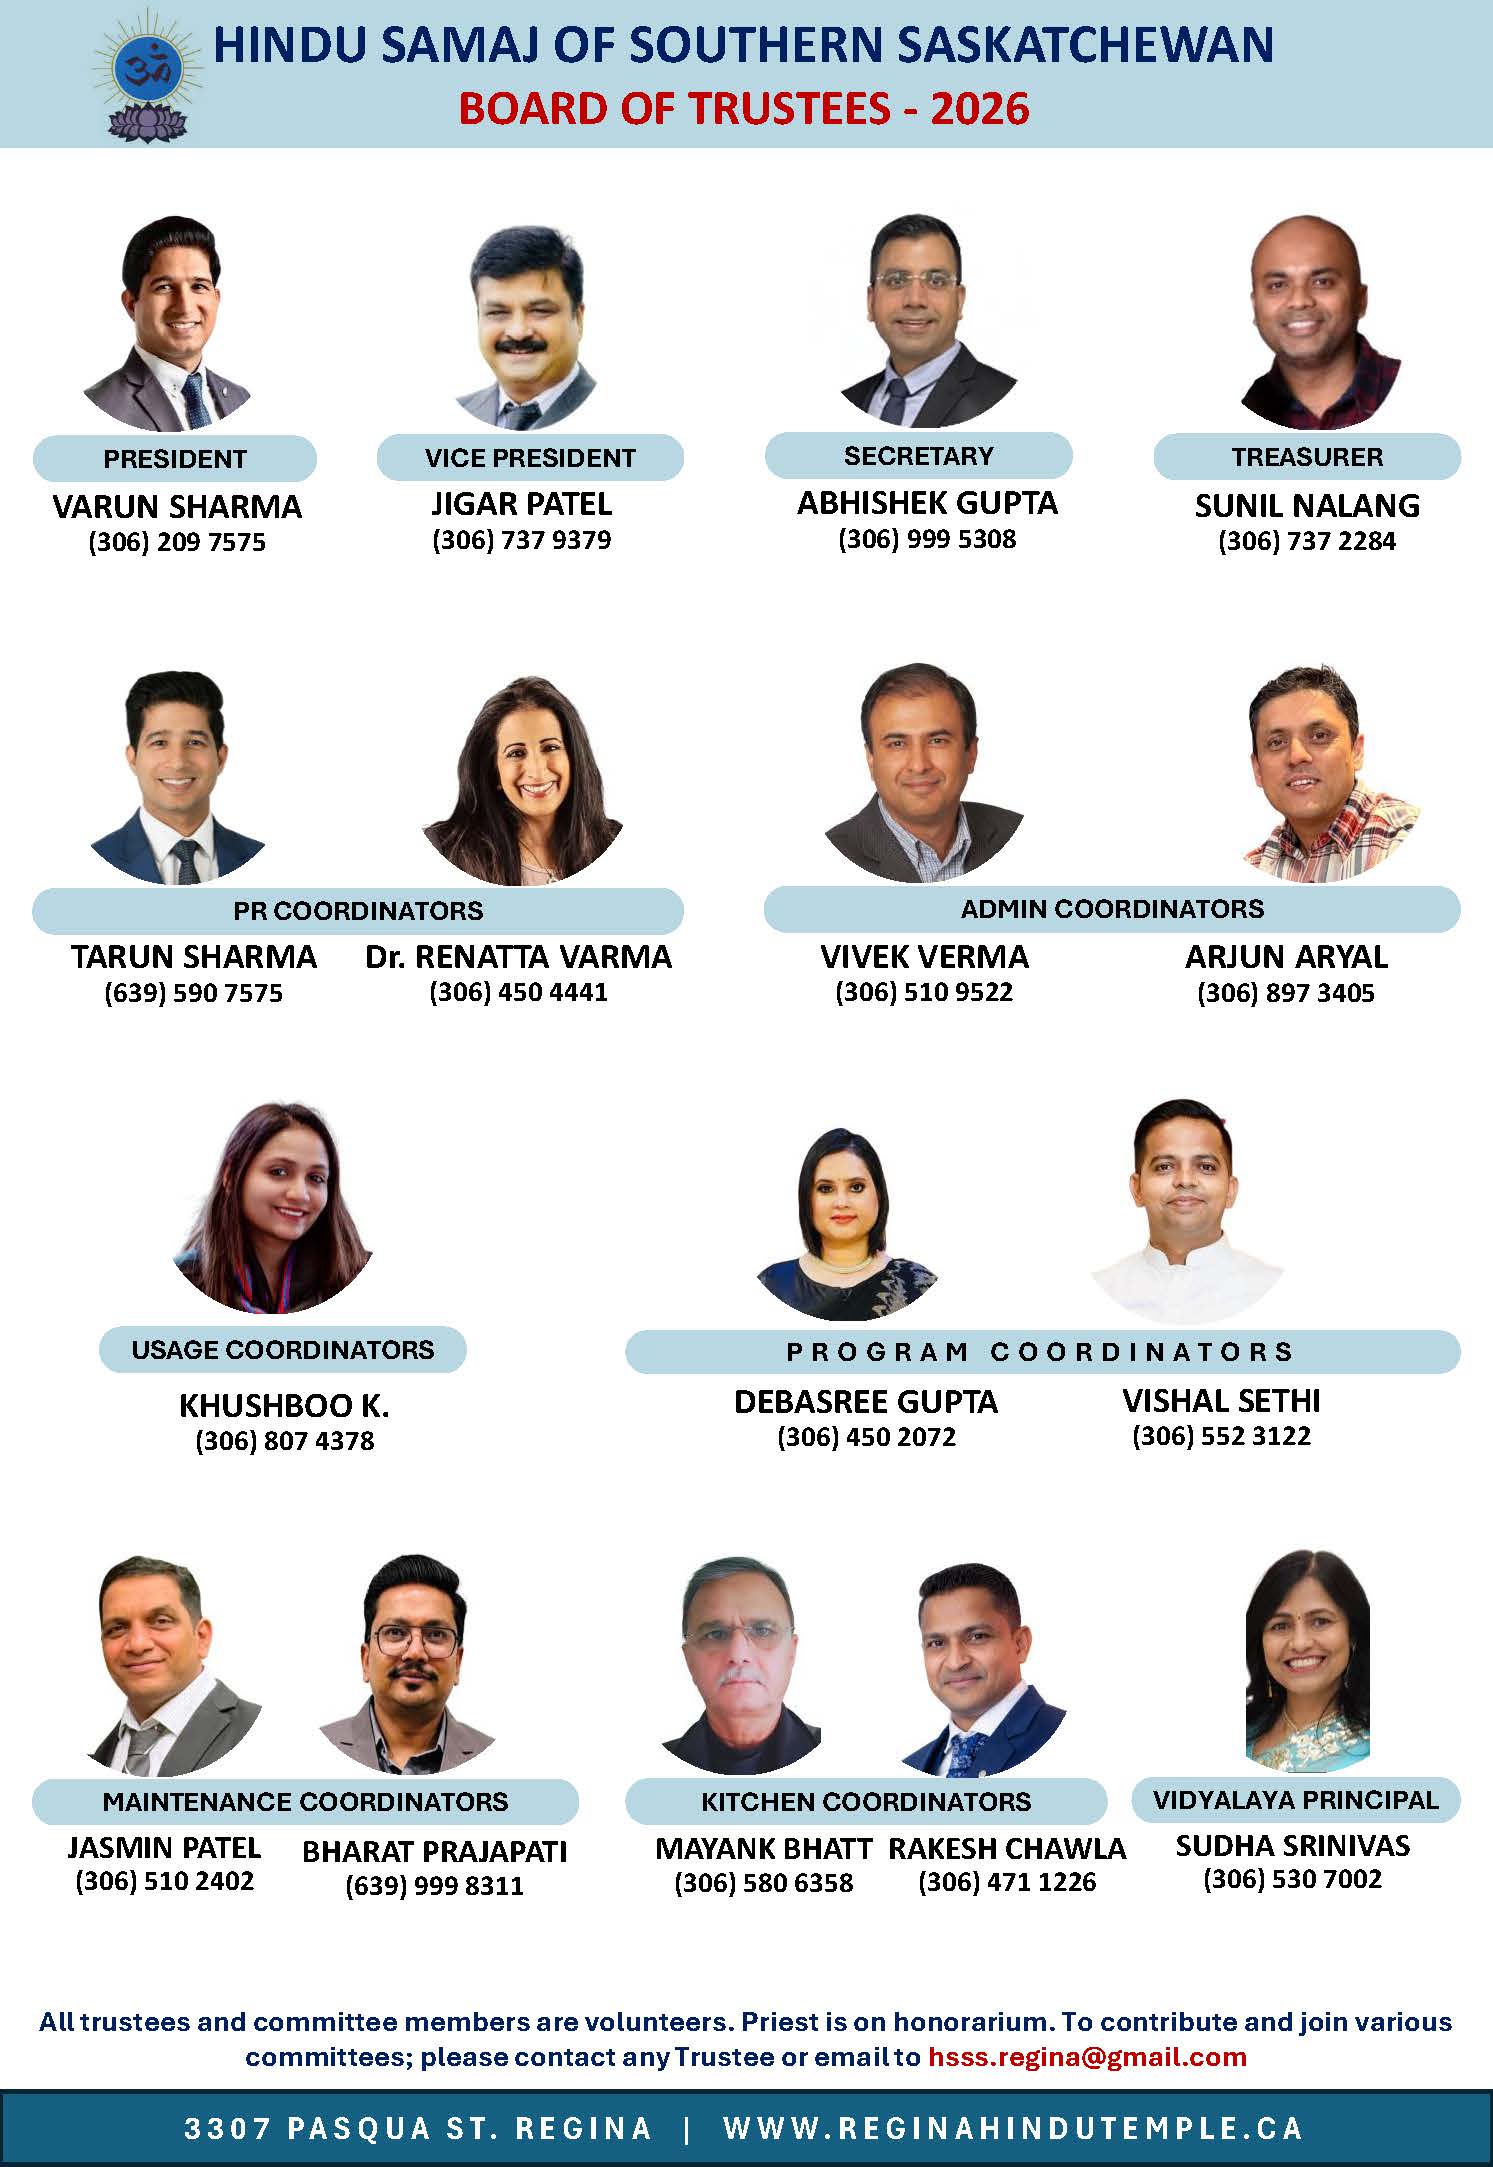 ॐ
HINDU SAMAJ OF SOUTHERN SASKATCHEWAN
BOARD OF TRUSTEES - 2026
PRESIDENT
VARUN SHARMA
(306) 209 7575
VICE PRESIDENT
JIGAR PATEL
(306) 737 9379
SECRETARY
ABHISHEK GUPTA
(306) 999 5308
TREASURER
SUNIL NALANG
(306) 737 2284
PR COORDINATORS
TARUN SHARMA
(639) 590 7575
Dr. RENATTA VARMA
(306) 450 4441
ADMIN COORDINATORS
VIVEK VERMA
(306) 510 9522
ARJUN ARYAL
(306) 897 3405
USAGE COORDINATORS
KHUSHBOO K.
(306) 807 4378
PROGRAM COORDINATORS
DEBASREE GUPTA
(306) 450 2072
VISHAL SETHI
(306) 552 3122
MAINTENANCE COORDINATORS
JASMIN PATEL
(306) 510 2402
BHARAT PRAJAPATI
(639) 999 8311
KITCHEN COORDINATORS
MAYANK BHATT
(306) 580 6358
RAKESH CHAWLA
(306) 471 1226
VIDYALAYA PRINCIPAL
SUDHA SRINIVAS
(306) 530 7002
All trustees and committee members are volunteers. Priest is on honorarium. To contribute and join various
committees; please contact any Trustee or email to hsss.regina@gmail.com
3307 PASQUA ST. REGINA | WWW.REGINAHINDUTEMPLE.CA